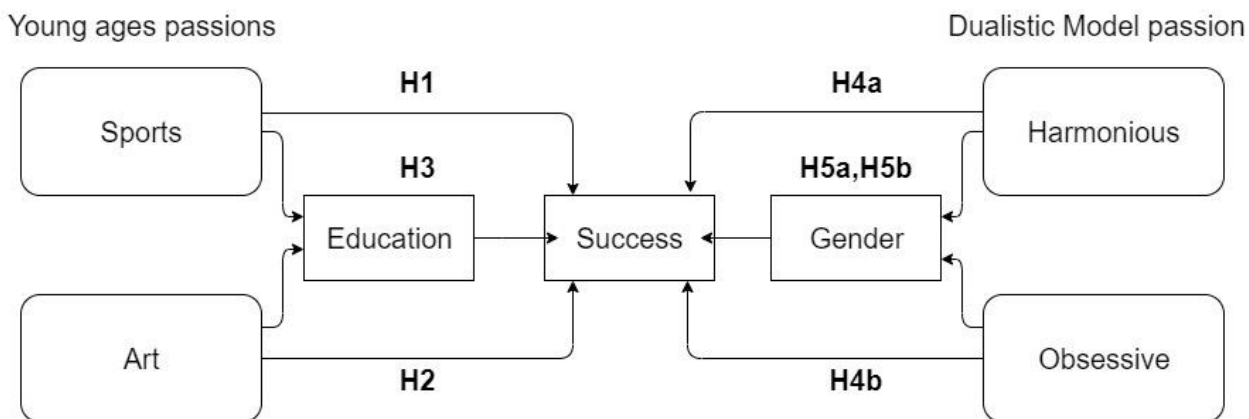 Young ages passions
Dualistic Model passion
H1
H4a
Sports
Harmonious
H3
H5a,H5b
Education
Success
Gender
Art
Obsessive
H2
H4b